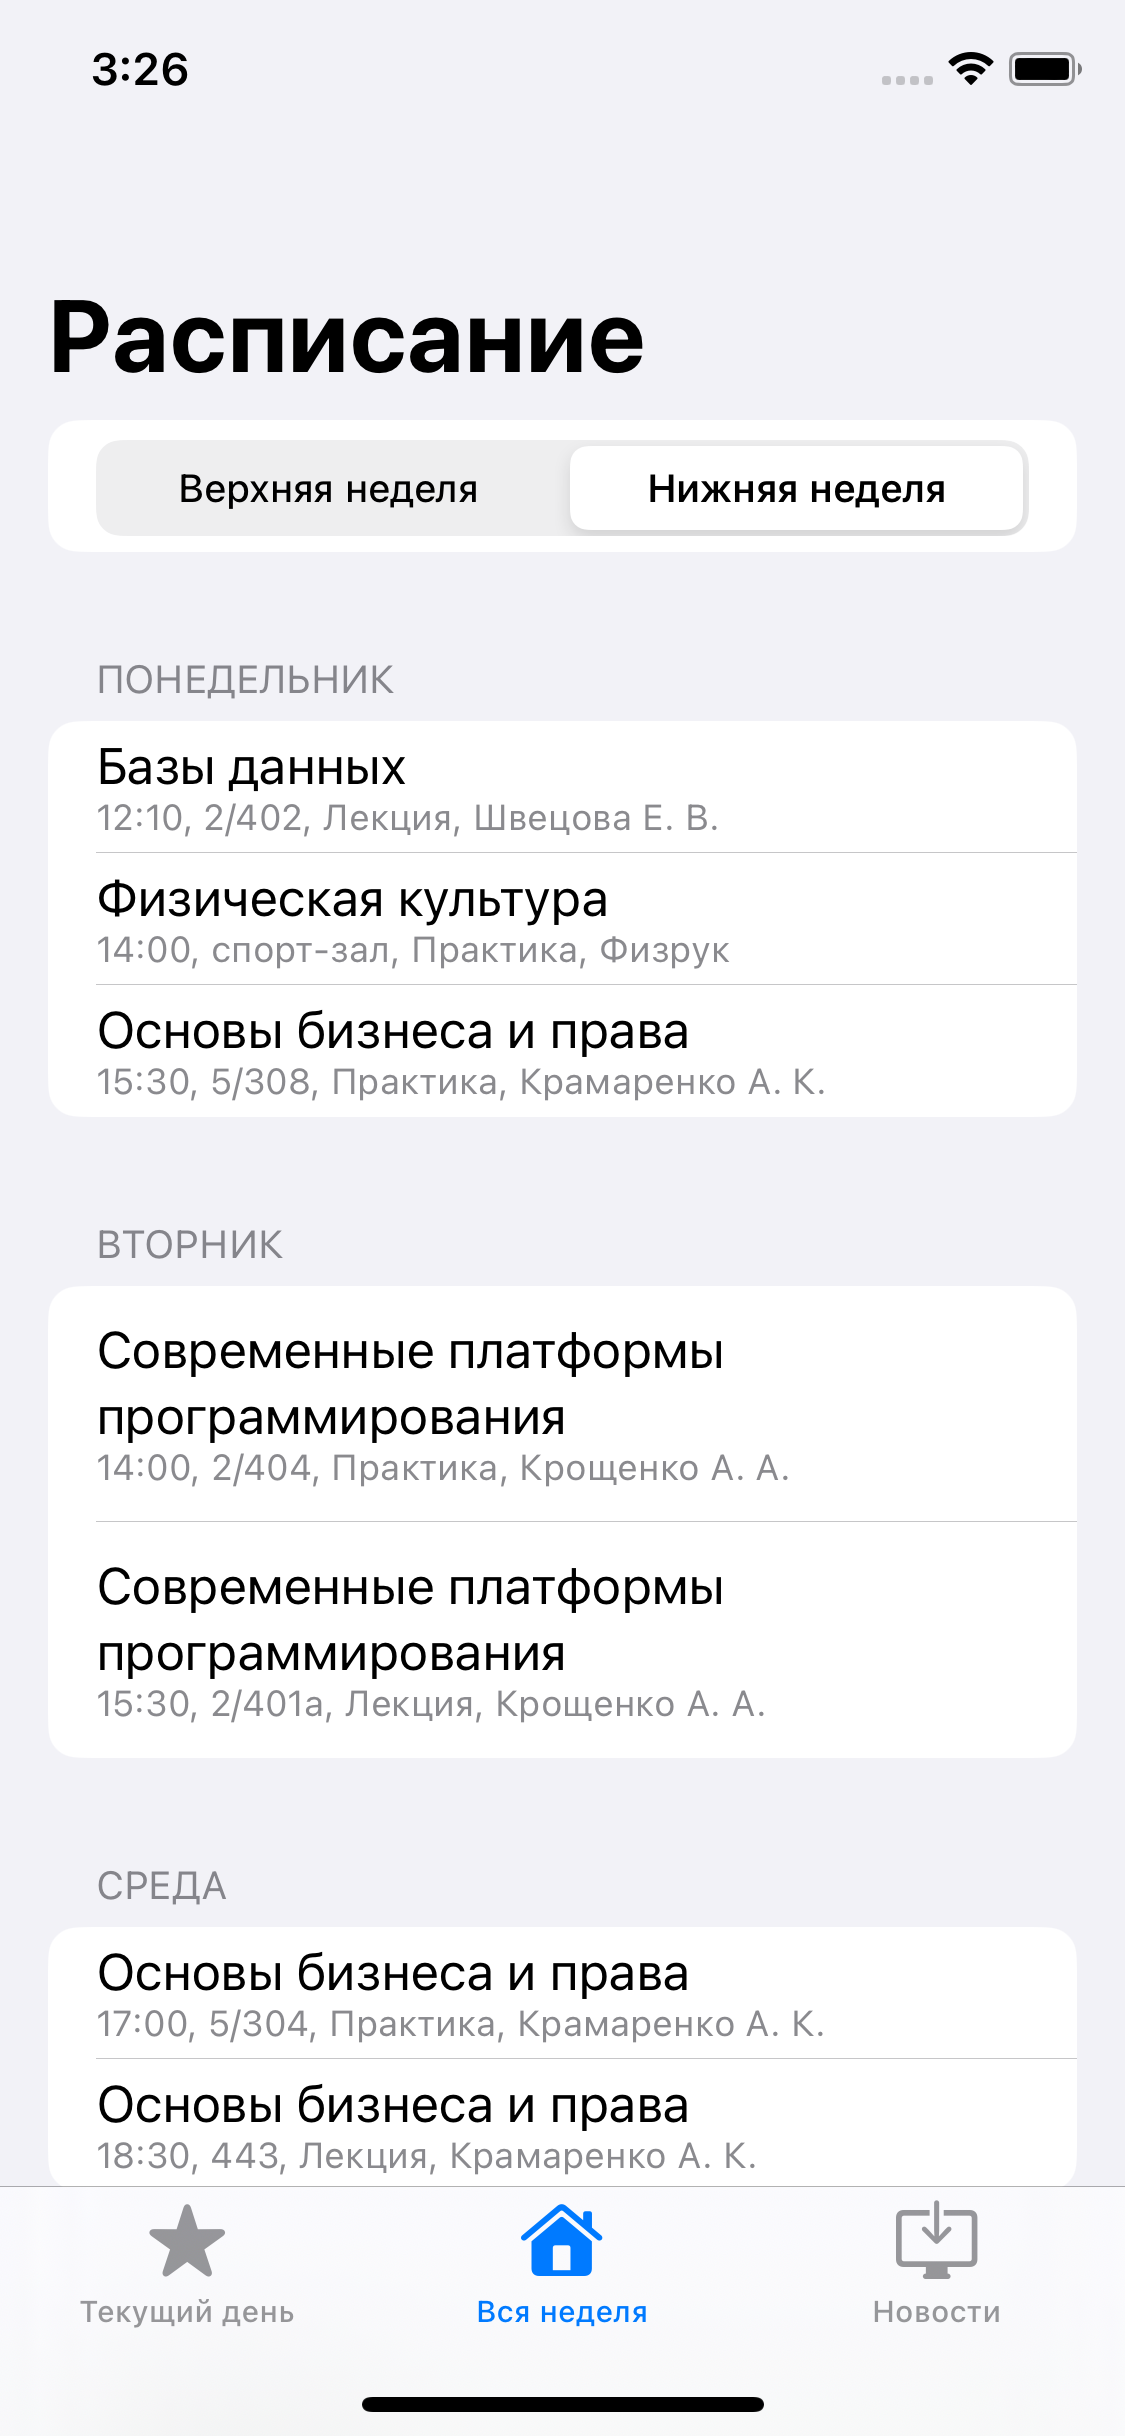 3:26
Расписание
Верхняя неделя
Нижняя неделя
ПОНЕДЕЛЬНИК
Базы данных
12:10, 2/402, Лекция, Швецова Е. В.
Физическая культура
14:00, спорт-зал, Практика, Физрук
Основы бизнеса и права
15:30, 5/308, Практика, Крамаренко А. К.
ВТОРНИК
Современные платформы
программирования
14:00, 2/404, Практика, Крощенко А. А.
Современные платформы
программирования
15:30, 2/401а, Лекция, Крощенко А. А.
СРЕДА
Основы бизнеса и права
17:00, 5/304, Практика, Крамаренко А. К.
Основы бизнеса и права
18:30, 443, Лекция, Крамаренко А. К.
Текущий день
Вся неделя
Новости